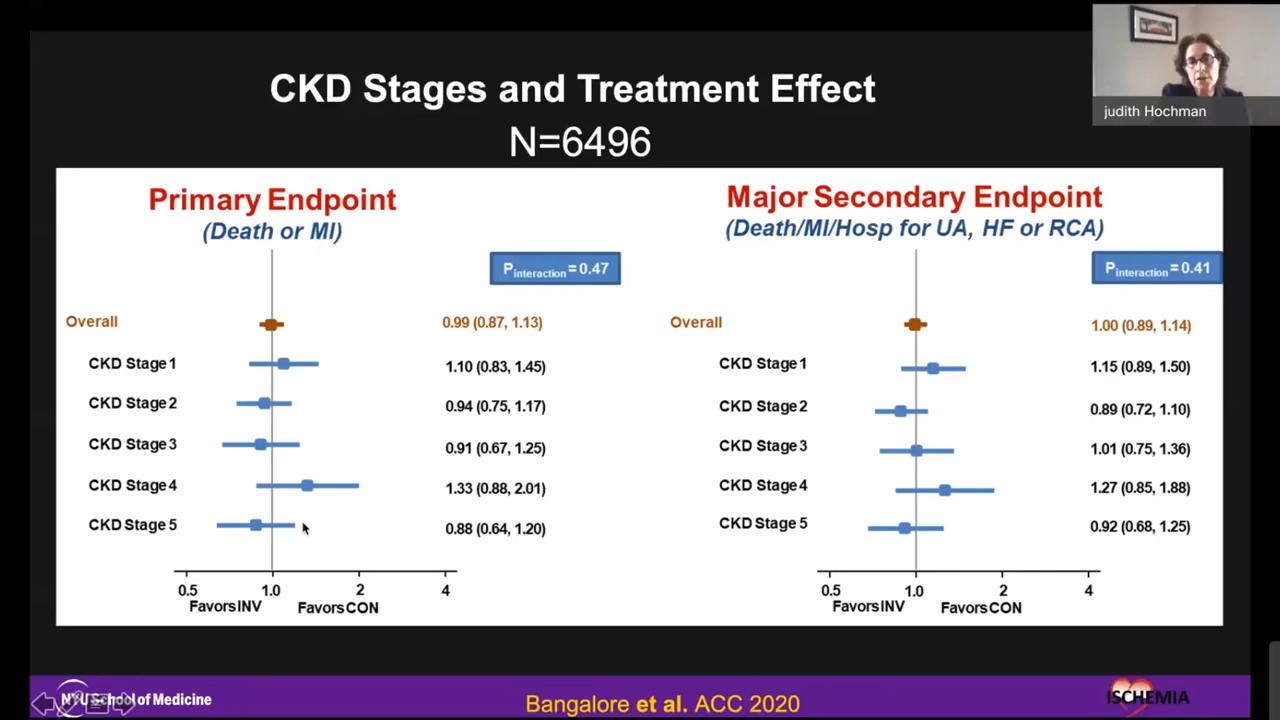 judith Hochman
CKD Stages and Treatment Effect
N=6496
Primary Endpoint
(Death or MI)
Pinteraction = 0.47
Overall 0.99 (0.87, 1.13)
CKD Stage 1 1.10 (0.83, 1.45)
CKD Stage 2 0.94 (0.75, 1.17)
CKD Stage 3 0.91 (0.67, 1.25)
CKD Stage 4 1.33 (0.88, 2.01)
CKD Stage 5 0.88 (0.64, 1.20)
0.5 1.0 2 4
Favors INV Favors CON
Major Secondary Endpoint
(Death/MI/Hosp for UA, HF or RCA)
Pinteraction = 0.41
Overall 1.00 (0.89, 1.14)
CKD Stage 1 1.15 (0.89, 1.50)
CKD Stage 2 0.89 (0.72, 1.10)
CKD Stage 3 1.01 (0.75, 1.36)
CKD Stage 4 1.27 (0.85, 1.88)
CKD Stage 5 0.92 (0.68, 1.25)
0.5 1.0 2 4
Favors INV Favors CON
NYU School of Medicine
Bangalore et al. ACC 2020
ISCHEMIA